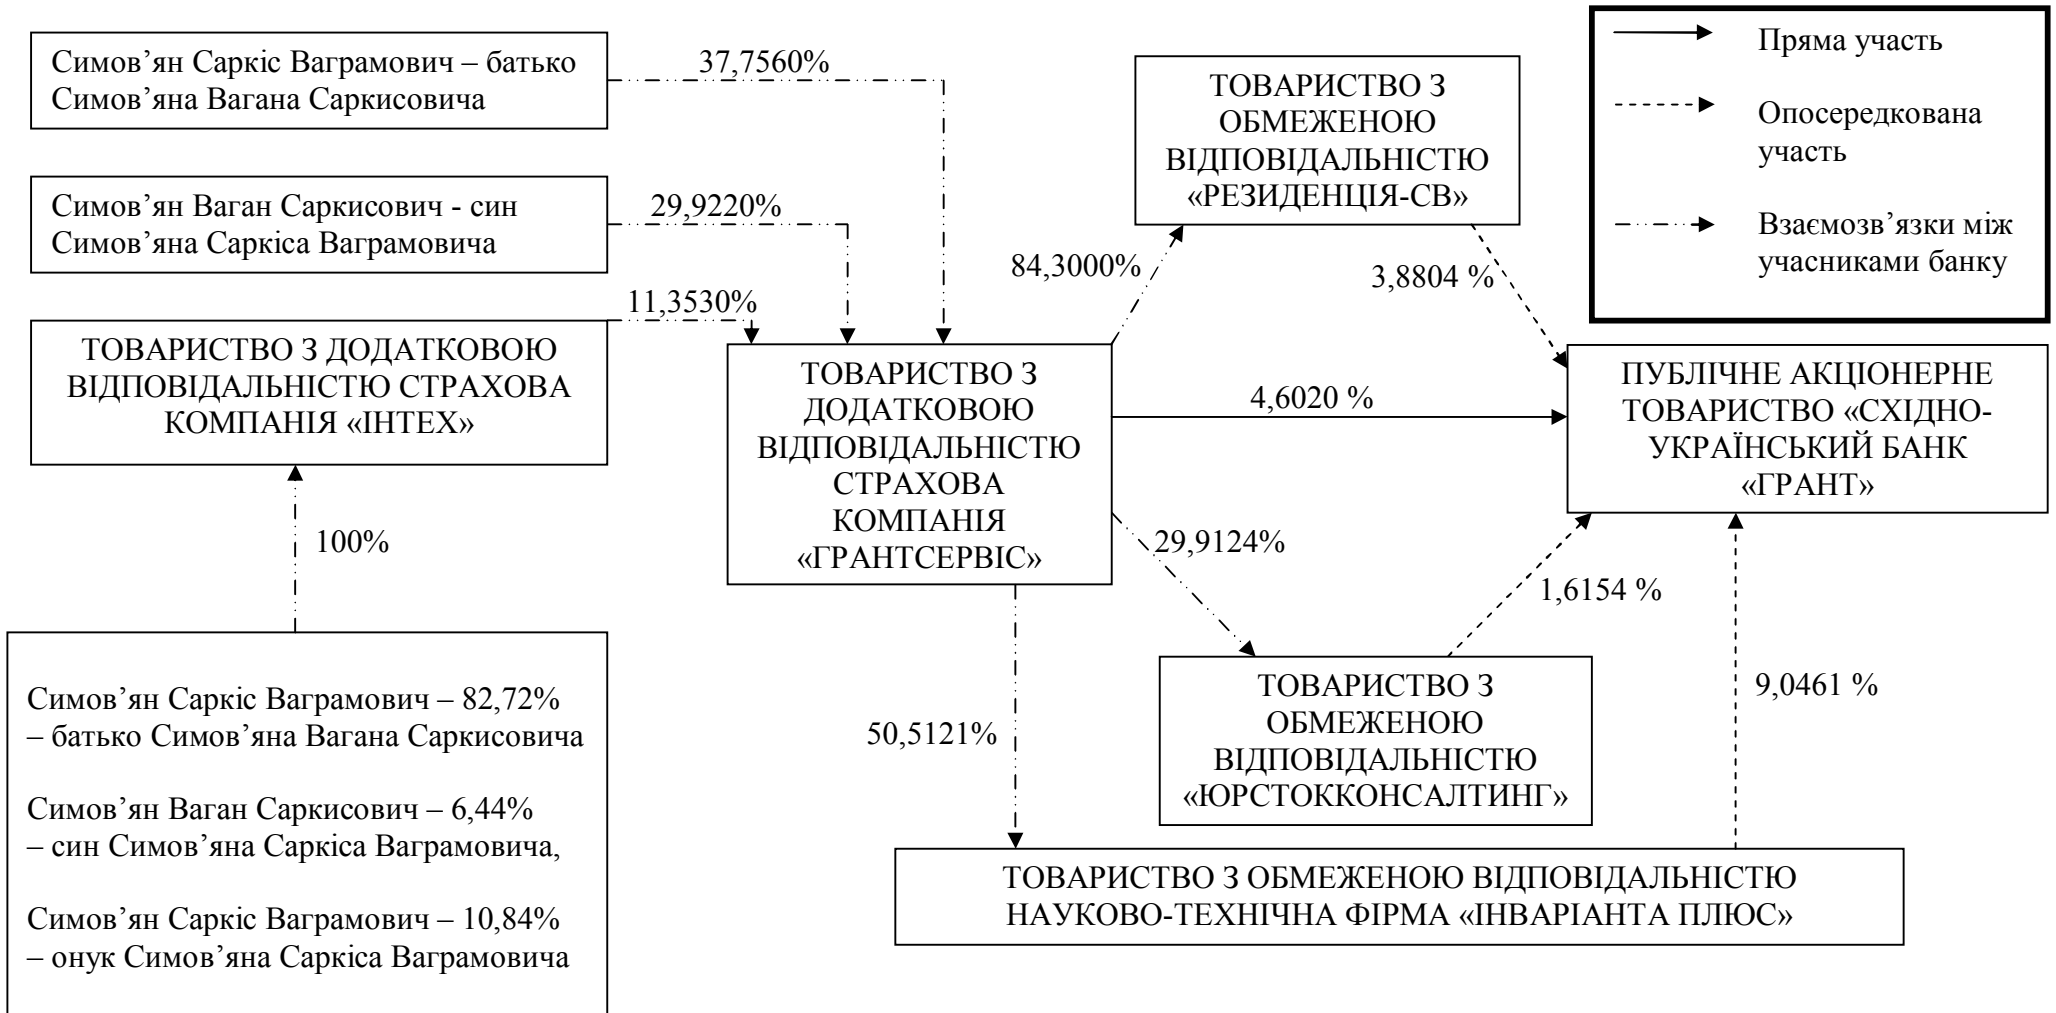 Симов’ян Саркіс Ваграмович – батько
Симов’яна Вагана Саркисовича
37,7560%
Симов’ян Ваган Саркисович - син
Симов’яна Саркіса Ваграмовича
29,9220%
11,3530%
ТОВАРИСТВО З ДОДАТКОВОЮ
ВІДПОВІДАЛЬНІСТЮ СТРАХОВА
КОМПАНІЯ «ІНТЕХ»
100%
Симов’ян Саркіс Ваграмович – 82,72%
– батько Симов’яна Вагана Саркисовича
Симов’ян Ваган Саркисович – 6,44%
– син Симов’яна Саркіса Ваграмовича,
Симов’ян Саркіс Ваграмович – 10,84%
– онук Симов’яна Саркіса Ваграмовича
ТОВАРИСТВО З
ДОДАТКОВОЮ
ВІДПОВІДАЛЬНІСТЮ
СТРАХОВА
КОМПАНІЯ
«ГРАНТСЕРВІС»
ТОВАРИСТВО З
ОБМЕЖЕНОЮ
ВІДПОВІДАЛЬНІСТЮ
«РЕЗИДЕНЦІЯ-СВ»
84,3000%
3,8804 %
4,6020 %
29,9124%
1,6154 %
50,5121%
9,0461 %
ТОВАРИСТВО З
ОБМЕЖЕНОЮ
ВІДПОВІДАЛЬНІСТЮ
«ЮРСТОККОНСАЛТИНГ»
ТОВАРИСТВО З ОБМЕЖЕНОЮ ВІДПОВІДАЛЬНІСТЮ
НАУКОВО-ТЕХНІЧНА ФІРМА «ІНВАРІАНТА ПЛЮС»
ПУБЛІЧНЕ АКЦІОНЕРНЕ
ТОВАРИСТВО «СХІДНО-
УКРАЇНСЬКИЙ БАНК
«ГРАНТ»
Пряма участь
Опосередкована
участь
Взаємозв’язки між
учасниками банку